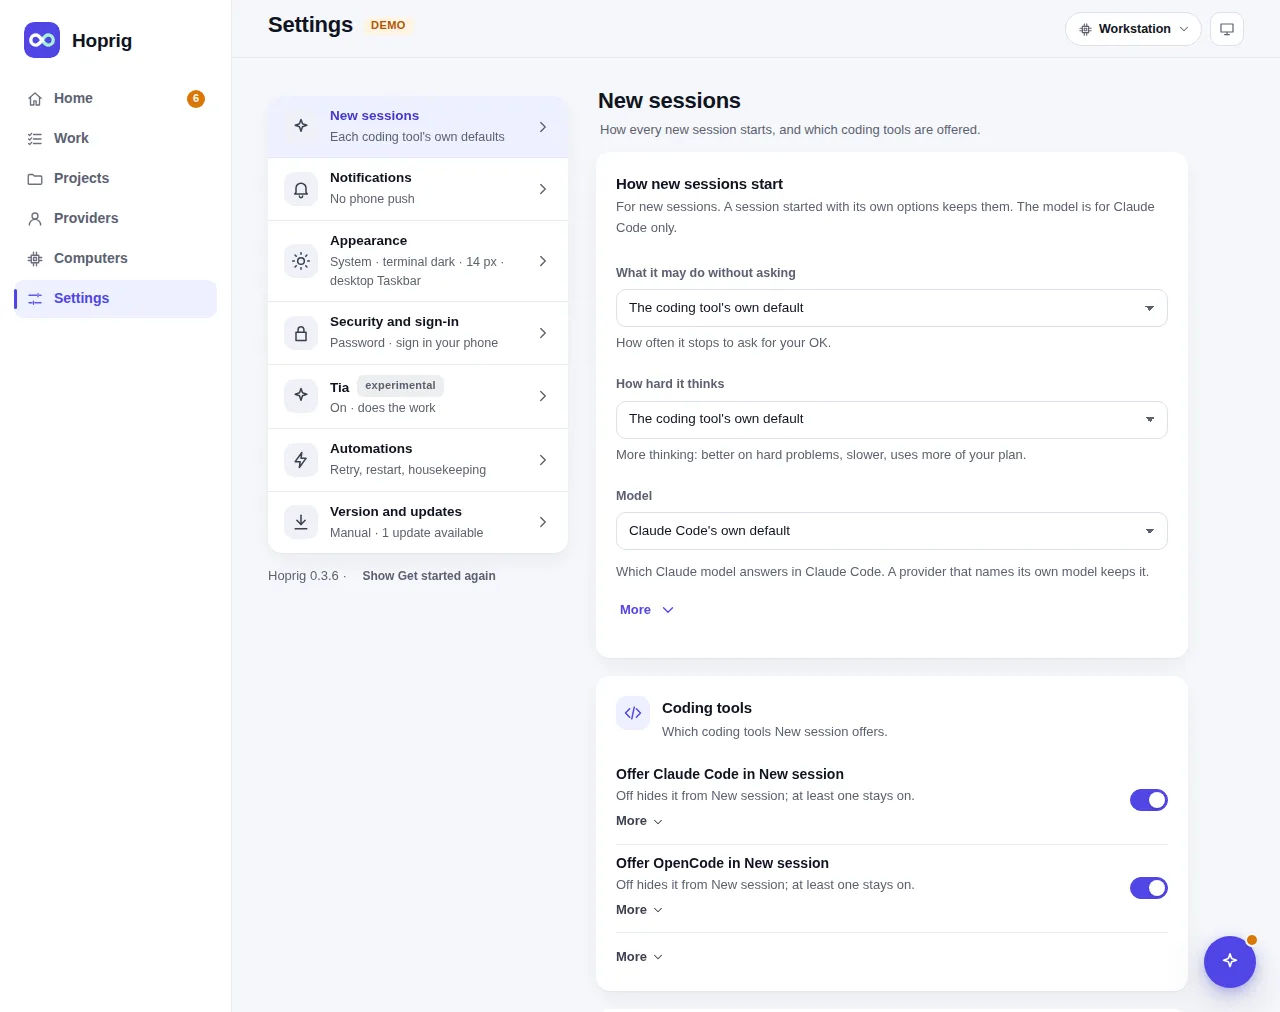 Hoprig
Home
6
Work
Projects
Providers
Computers
Settings
Settings
DEMO
Workstation
New sessions
Each coding tool's own defaults
Notifications
No phone push
Appearance
System · terminal dark · 14 px ·
desktop Taskbar
Security and sign-in
Password · sign in your phone
Tia
experimental
On · does the work
Automations
Retry, restart, housekeeping
Version and updates
Manual · 1 update available
Hoprig 0.3.6 ·
Show Get started again
New sessions
How every new session starts, and which coding tools are offered.
How new sessions start
For new sessions. A session started with its own options keeps them. The model is for Claude
Code only.
What it may do without asking
The coding tool's own default
How often it stops to ask for your OK.
How hard it thinks
The coding tool's own default
More thinking: better on hard problems, slower, uses more of your plan.
Model
Claude Code's own default
Which Claude model answers in Claude Code. A provider that names its own model keeps it.
More
Coding tools
Which coding tools New session offers.
Offer Claude Code in New session
Off hides it from New session; at least one stays on.
More
Offer OpenCode in New session
Off hides it from New session; at least one stays on.
More
More